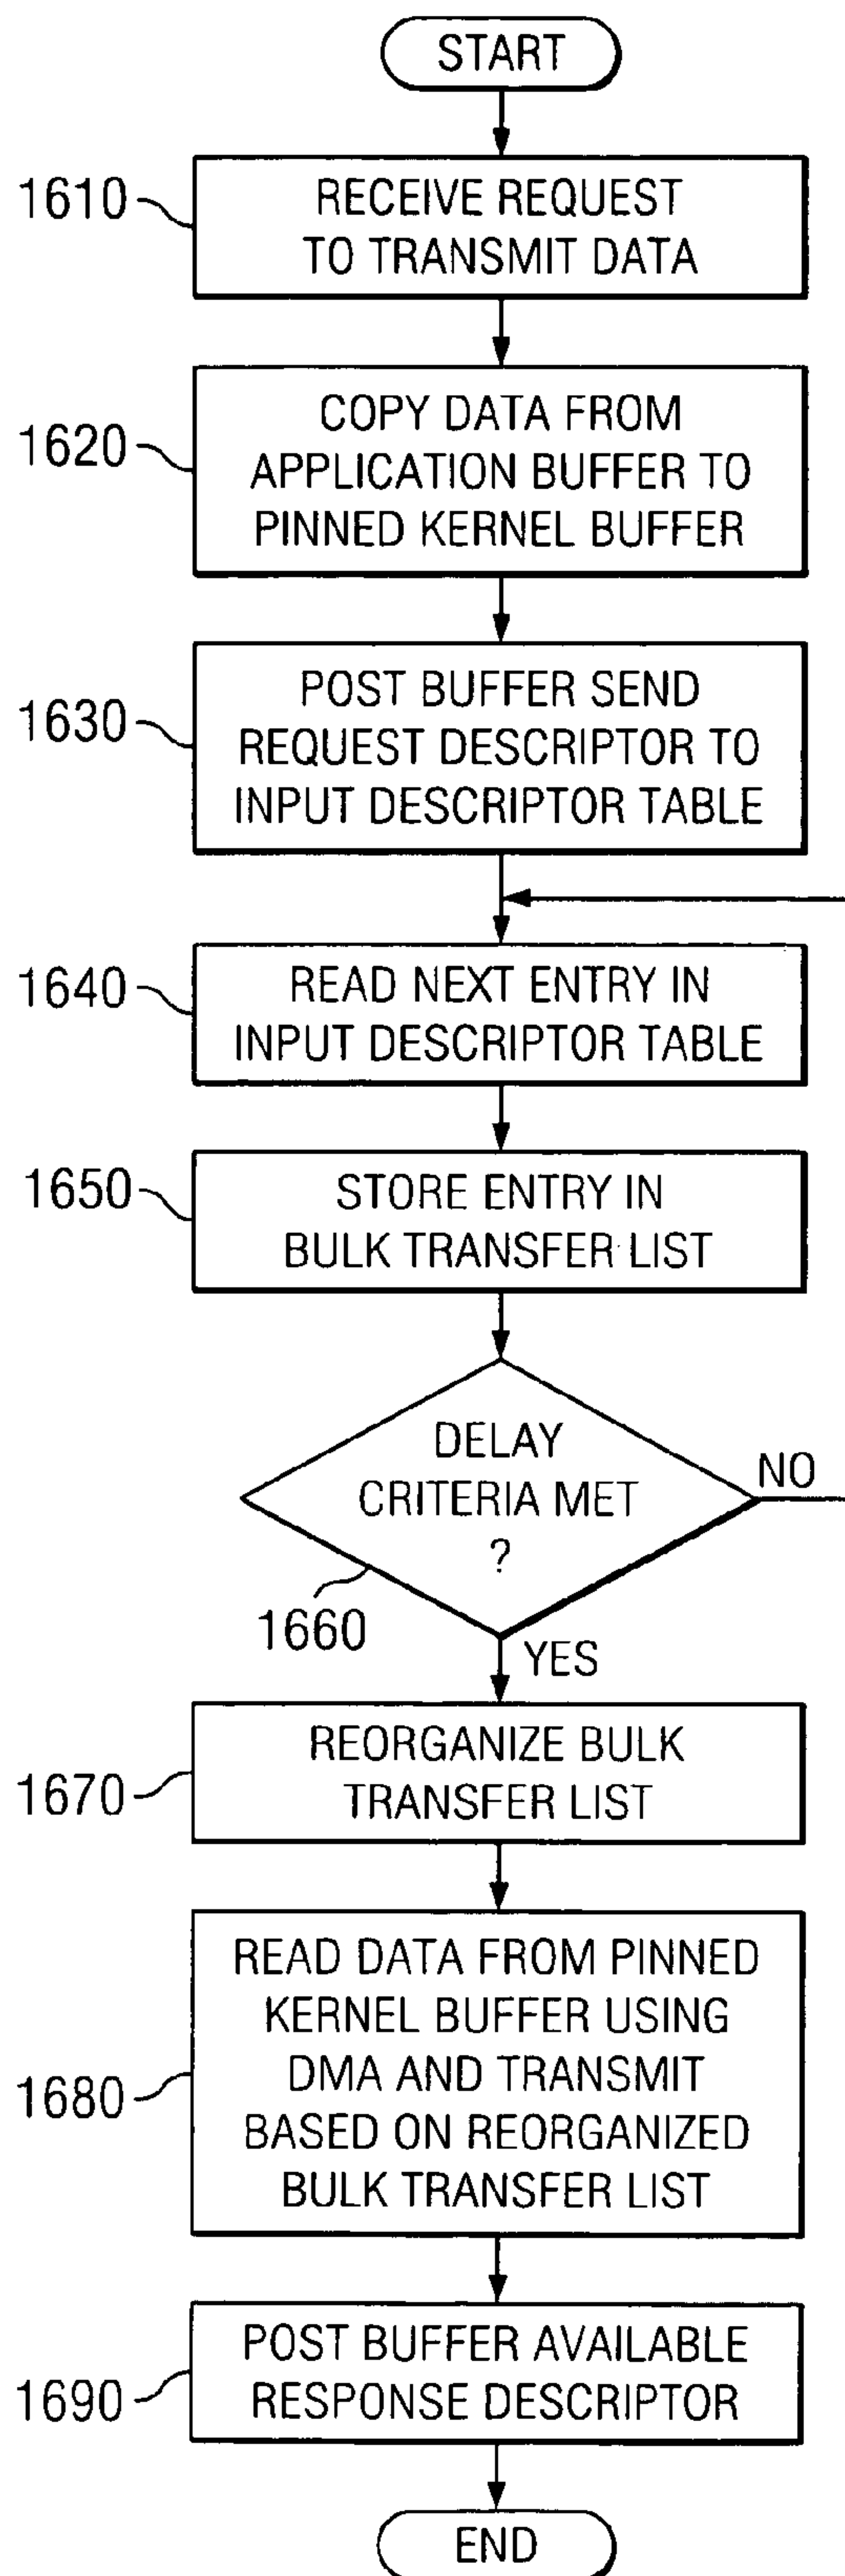 START
1610
RECEIVE REQUEST
TO TRANSMIT DATA
1620
COPY DATA FROM
APPLICATION BUFFER TO
PINNED KERNEL BUFFER
1630
POST BUFFER SEND
REQUEST DESCRIPTOR TO
INPUT DESCRIPTOR TABLE
1640
READ NEXT ENTRY IN
INPUT DESCRIPTOR TABLE
1650
STORE ENTRY IN
BULK TRANSFER LIST
DELAY
CRITERIA MET
?
NO
1660
YES
1670
REORGANIZE BULK
TRANSFER LIST
1680
READ DATA FROM PINNED
KERNEL BUFFER USING
DMA AND TRANSMIT
BASED ON REORGANIZED
BULK TRANSFER LIST
1690
POST BUFFER AVAILABLE
RESPONSE DESCRIPTOR
END